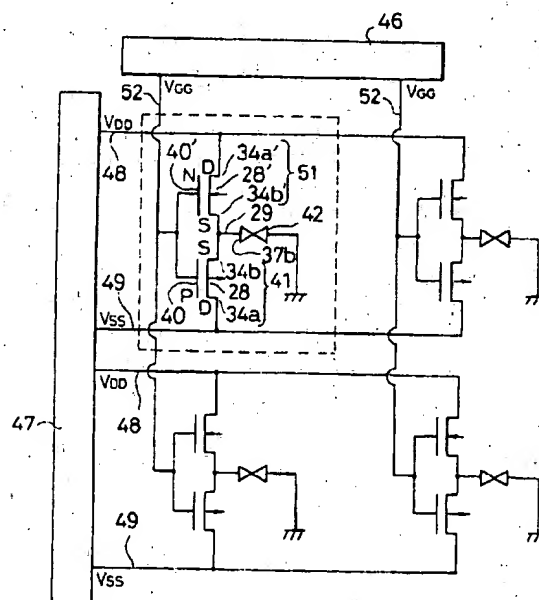 46
52 VGG 52 VGG
VDD
48
40' N D 34a' 51
28'
34b'
S 29 42
S 37b
34b 41
28
49 40 P D 34a
VSS
47 VDD
48
49
VSS